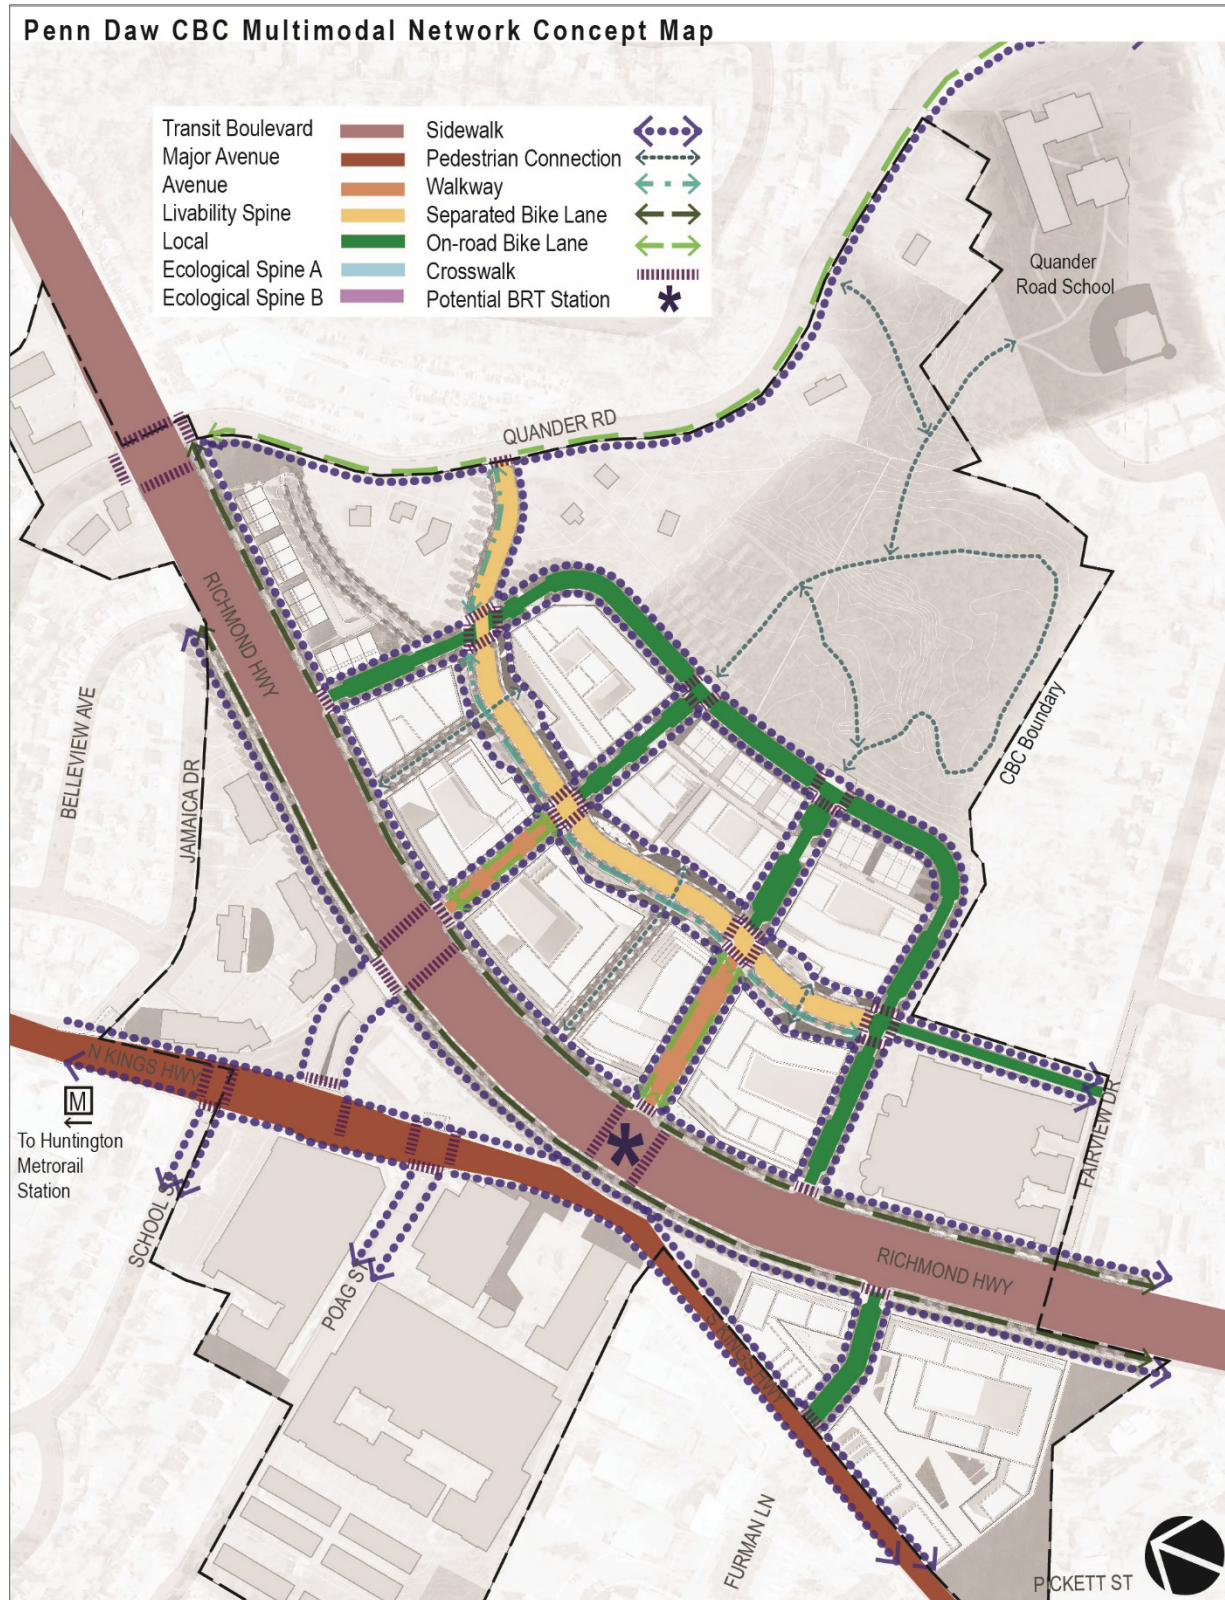 Penn Daw CBC Multimodal Network Concept Map
Transit Boulevard
Major Avenue
Avenue
Livability Spine
Local
Ecological Spine A
Ecological Spine B
Sidewalk
Pedestrian Connection
Walkway
Separated Bike Lane
On-road Bike Lane
Crosswalk
Potential BRT Station
Quander
Road School
QUANDER RD
RICHMOND HWY
BELLEVIEW AVE
JAMAICA DR
CBC Boundary
N KINGS HWY
M
To Huntington
Metrorail
Station
SCHOOL ST
POAG ST
FAIRVIEW DR
RICHMOND HWY
S KINGS HWY
FURMAN LN
PICKETT ST